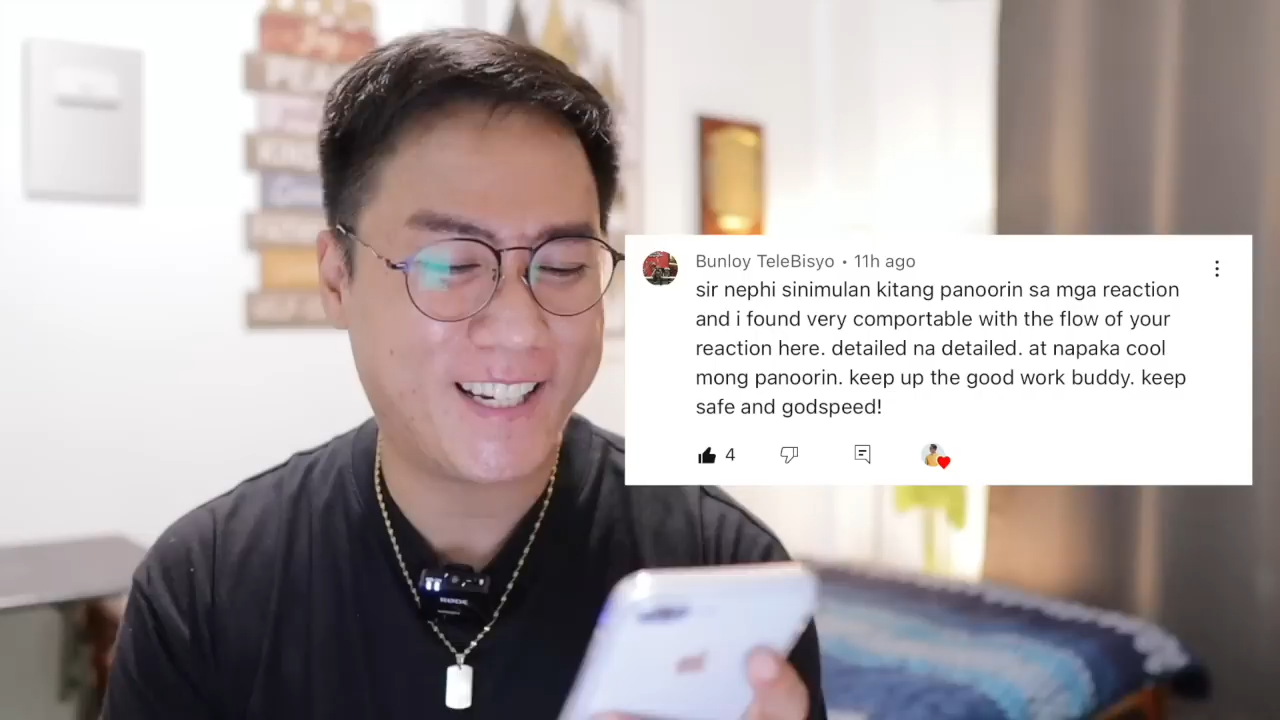 Bunloy TeleBisyo • 11h ago
sir nephi sinimulan kitang panoorin sa mga reaction
and i found very comportable with the flow of your
reaction here. detailed na detailed. at napaka cool
mong panoorin. keep up the good work buddy. keep
safe and godspeed!
4
RODE